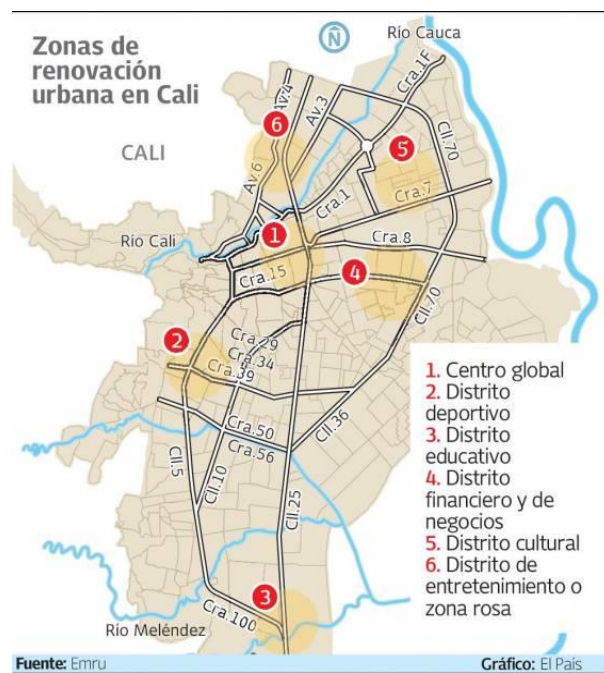 Zonas de
renovación
urbana en Cali
Ñ
Río Cauca
Cra.1F
Av.4
Av.3
Cll.70
6
CALI
5
Av.6
Cra.7
Cra.1
Río Cali
1
Cra.8
Cra.15
4
Cll.70
2
Cra.29
Cra.34
Cra.39
Cra.50
Cra.56
Cll.36
Cll.5
Cll.10
Cll.25
3
Cra.100
Río Meléndez
1. Centro global
2. Distrito
deportivo
3. Distrito
educativo
4. Distrito
financiero y de
negocios
5. Distrito cultural
6. Distrito de
entretenimiento o
zona rosa
Fuente: Emru
Gráfico: El País